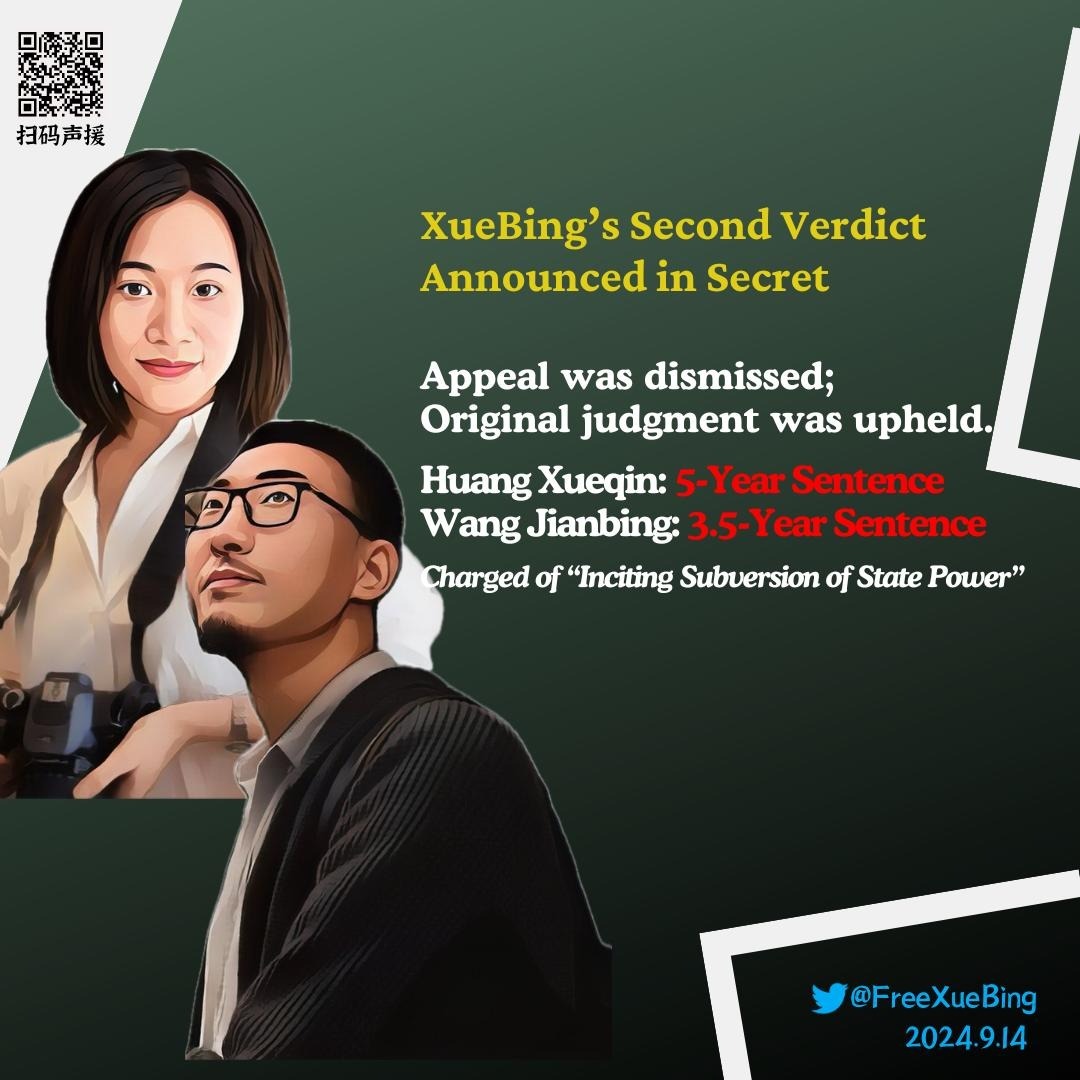 扫码声援
XueBing’s Second Verdict
Announced in Secret
Appeal was dismissed;
Original judgment was upheld.
Huang Xueqin: 5-Year Sentence
Wang Jianbing: 3.5-Year Sentence
Charged of “Inciting Subversion of State Power”
@FreeXueBing
2024.9.14